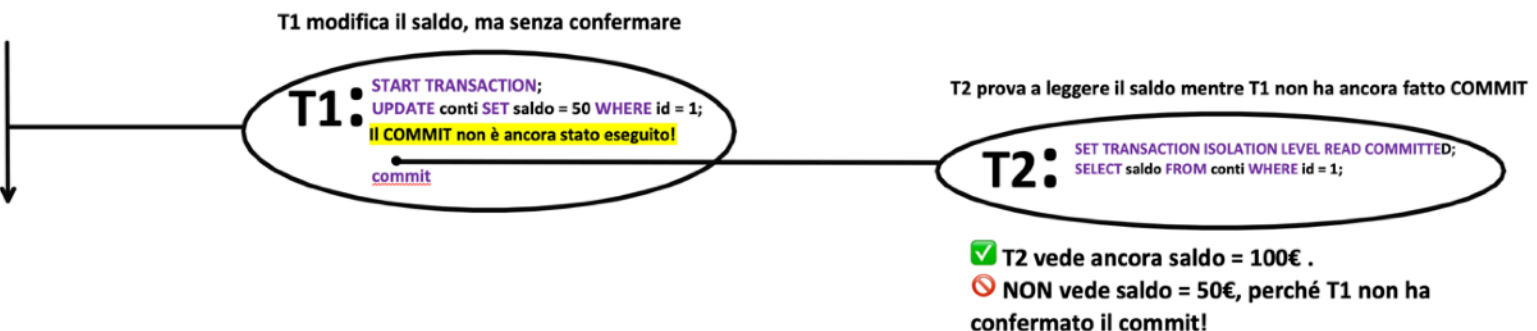 T1 modifica il saldo, ma senza confermare
T1:
START TRANSACTION;
UPDATE conti SET saldo = 50 WHERE id = 1;
Il COMMIT non è ancora stato eseguito!
commit
T2 prova a leggere il saldo mentre T1 non ha ancora fatto COMMIT
T2:
SET TRANSACTION ISOLATION LEVEL READ COMMITTED;
SELECT saldo FROM conti WHERE id = 1;
✅ T2 vede ancora saldo = 100€ .
🚫 NON vede saldo = 50€, perché T1 non ha
confermato il commit!